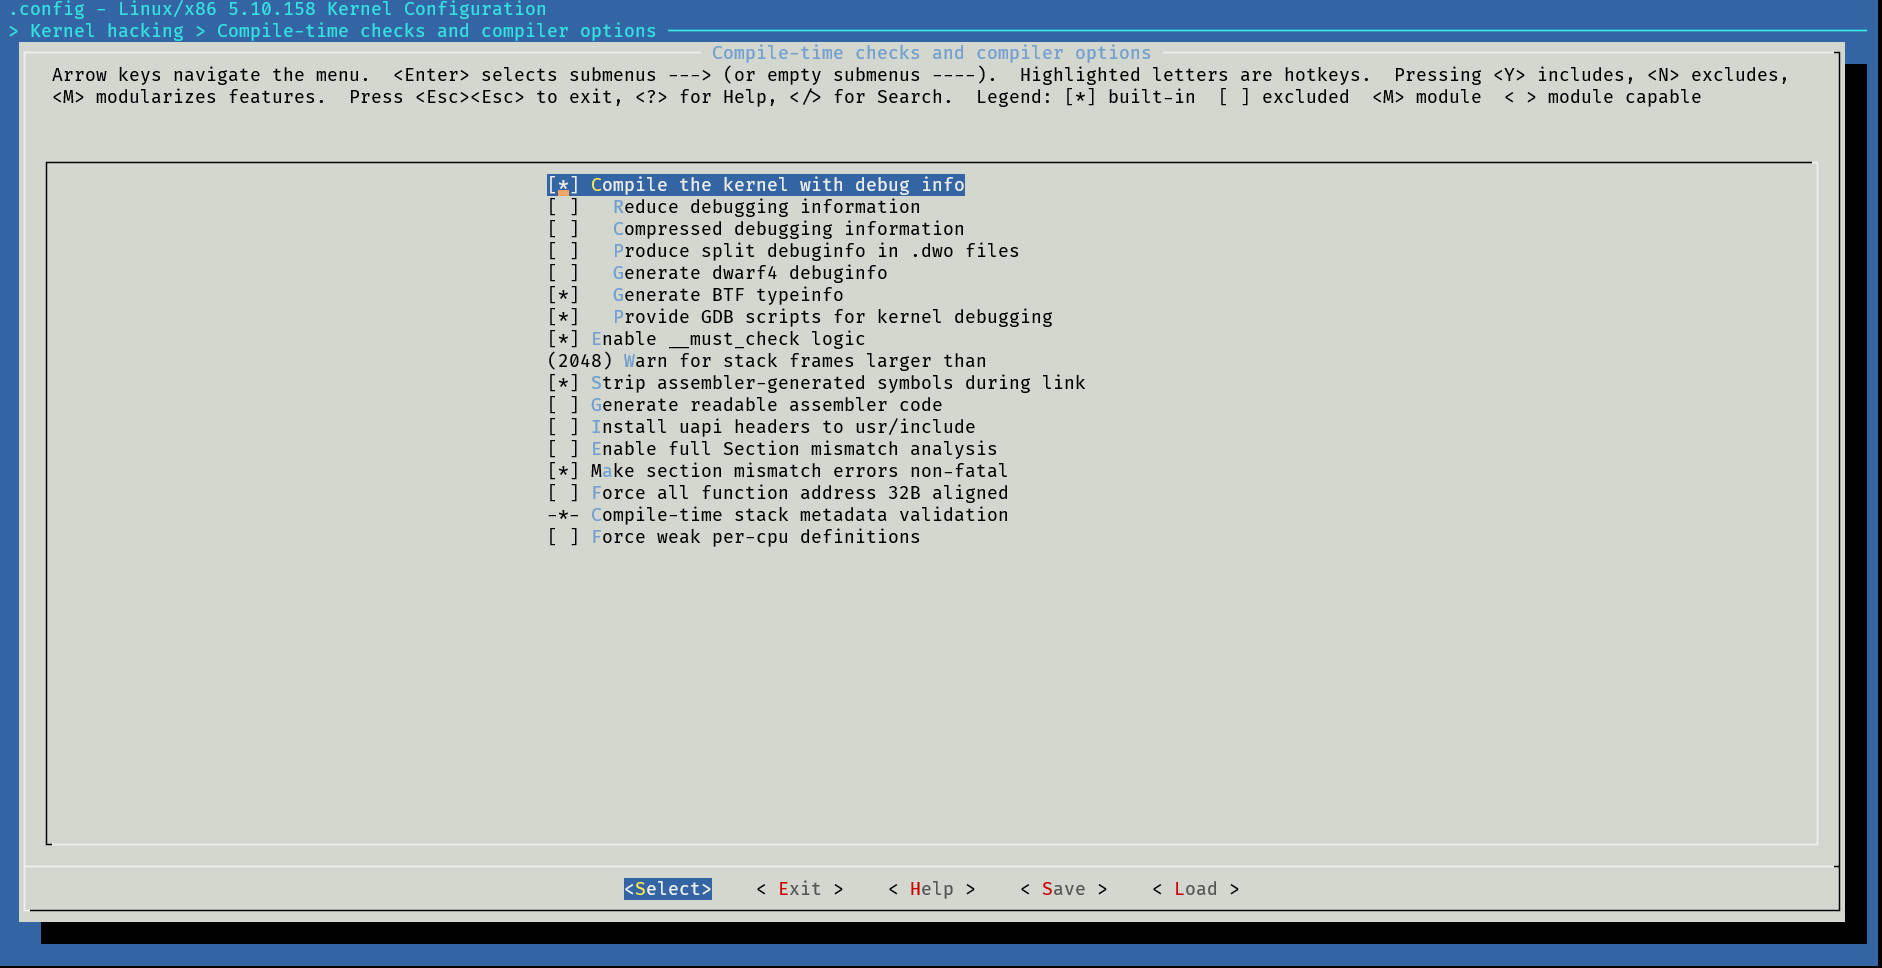 .config - Linux/x86 5.10.158 Kernel Configuration
> Kernel hacking > Compile-time checks and compiler options
Compile-time checks and compiler options
Arrow keys navigate the menu.  <Enter> selects submenus ---> (or empty submenus ----).  Highlighted letters are hotkeys.  Pressing <Y> includes, <N> excludes,
<M> modularizes features.  Press <Esc><Esc> to exit, <?> for Help, </> for Search.  Legend: [*] built-in  [ ] excluded  <M> module  < > module capable
[*] Compile the kernel with debug info
[ ]   Reduce debugging information
[ ]   Compressed debugging information
[ ]   Produce split debuginfo in .dwo files
[ ]   Generate dwarf4 debuginfo
[*]   Generate BTF typeinfo
[*]   Provide GDB scripts for kernel debugging
[*] Enable __must_check logic
(2048) Warn for stack frames larger than
[*] Strip assembler-generated symbols during link
[ ] Generate readable assembler code
[ ] Install uapi headers to usr/include
[ ] Enable full Section mismatch analysis
[*] Make section mismatch errors non-fatal
[ ] Force all function address 32B aligned
-*- Compile-time stack metadata validation
[ ] Force weak per-cpu definitions
<Select>    < Exit >    < Help >    < Save >    < Load >